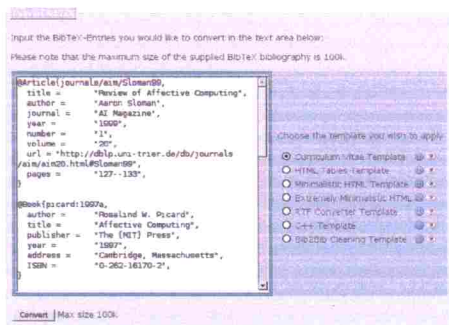 Input the BibTeX-Entries you would like to convert in the text area below:
Please note that the maximum size of the supplied BibTeX bibliography is 100k.
@Article{journals/aim/Sloman99,
title = "Review of Affective Computing",
author = "Aaron Sloman",
journal = "AI Magazine",
year = "1999",
number = "1",
volume = "20",
url = "http://dblp.uni-trier.de/db/journals
/aim/aim20.html#Sloman99",
pages = "127--133",
}
@Book{picard:1997a,
author = "Rosalind W. Picard",
title = "Affective Computing",
publisher = "The {MIT} Press",
year = "1997",
address = "Cambridge, Massachusetts",
ISBN = "0-262-16170-2",
}
Choose the template you wish to apply
Curriculum Vitae Template
HTML Tables Template
Minimalistic HTML Template
Extremely Minimalistic HTML
RTF Converter Template
C++ Template
Bib2Bib Cleaning Template
Convert Max size 100k.